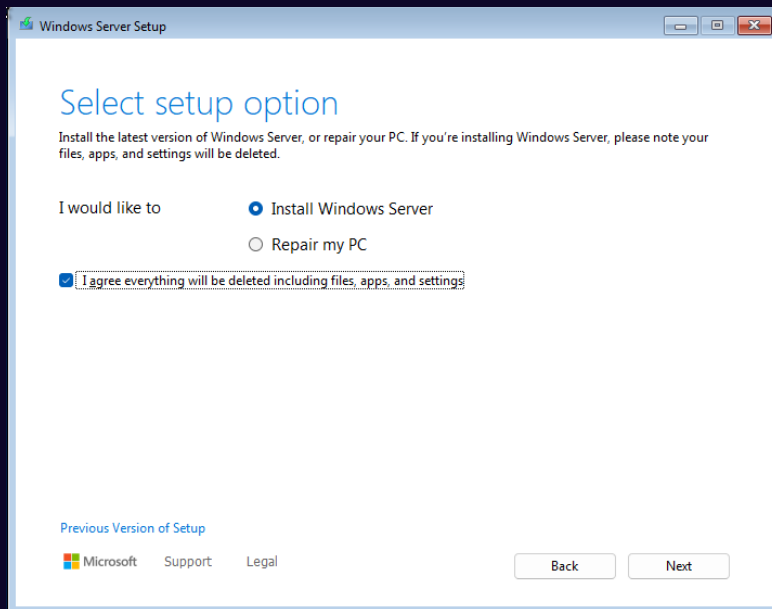 Windows Server Setup
Select setup option
Install the latest version of Windows Server, or repair your PC. If you're installing Windows Server, please note your
files, apps, and settings will be deleted.
I would like to
Install Windows Server
Repair my PC
I agree everything will be deleted including files, apps, and settings
Previous Version of Setup
Microsoft Support Legal
Back Next